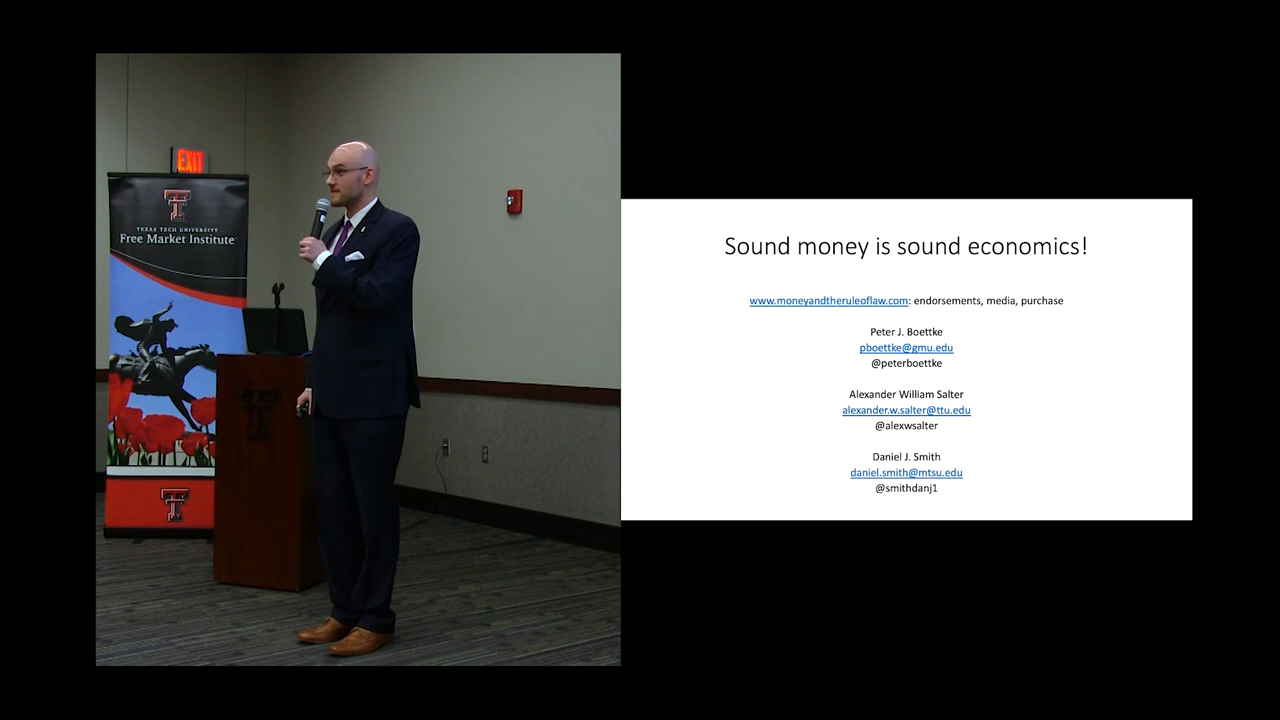 EXIT
TEXAS TECH UNIVERSITY
Free Market Institute
Sound money is sound economics!
www.moneyandtheruleoflaw.com: endorsements, media, purchase
Peter J. Boettke
pboettke@gmu.edu
@peterboettke
Alexander William Salter
alexander.w.salter@ttu.edu
@alexwsalter
Daniel J. Smith
daniel.smith@mtsu.edu
@smithdanj1